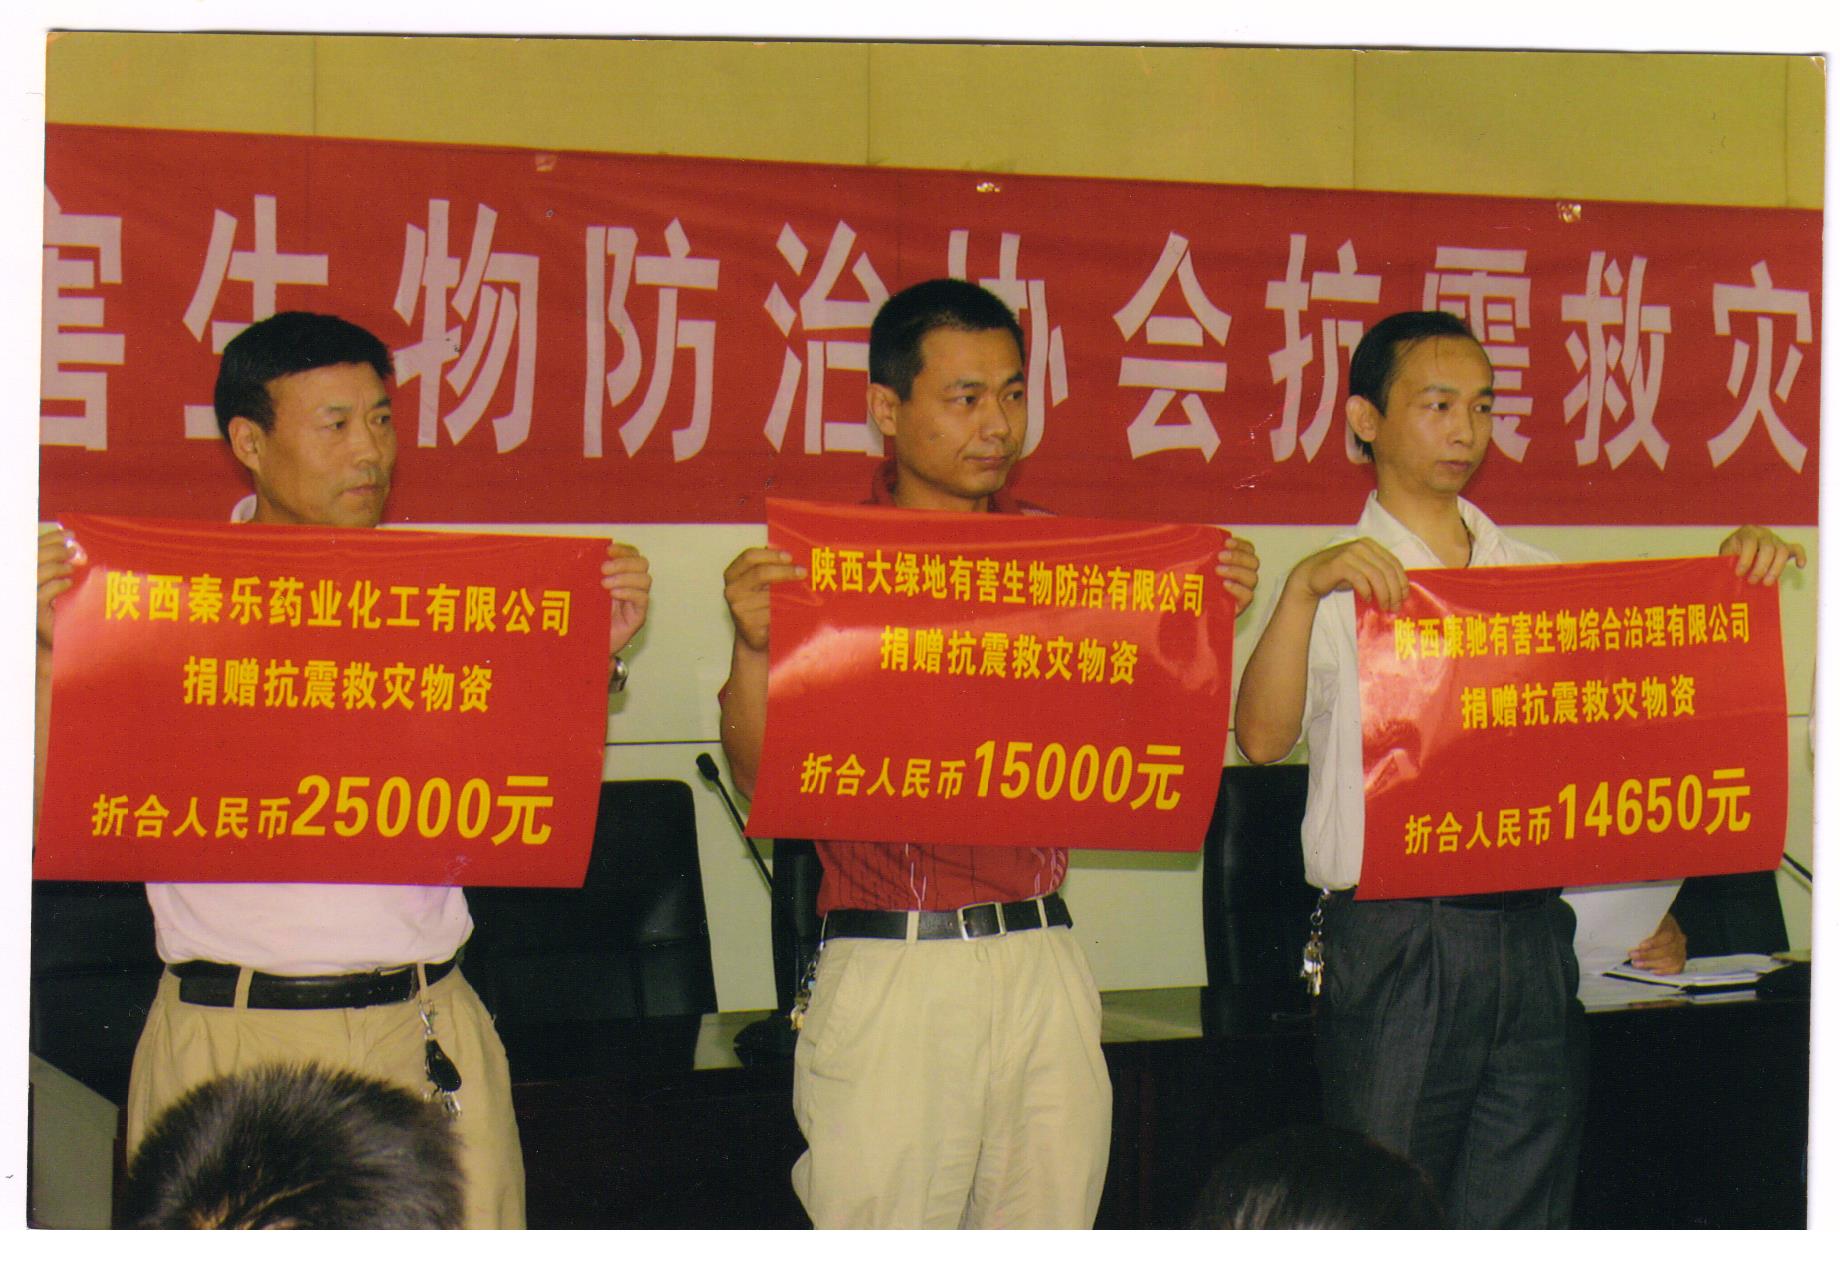 害生物防治协会抗震救灾
陕西秦乐药业化工有限公司
捐赠抗震救灾物资
折合人民币25000元
陕西大绿地有害生物防治有限公司
捐赠抗震救灾物资
折合人民币15000元
陕西康驰有害生物综合治理有限公司
捐赠抗震救灾物资
折合人民币14650元